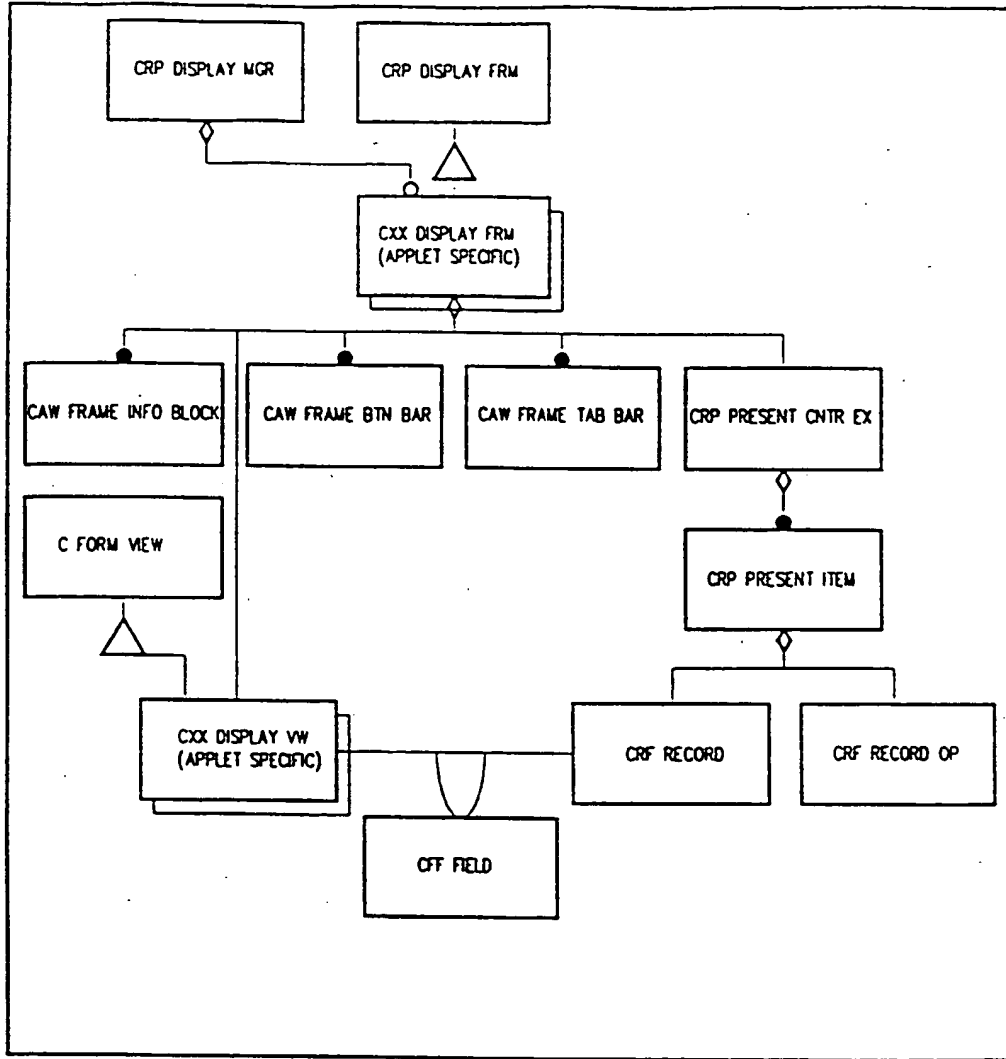 CRP DISPLAY MGR
CRP DISPLAY FRM
CXX DISPLAY FRM
(APPLET SPECIFIC)
CAW FRAME INFO BLOCK
CAW FRAME BTN BAR
CAW FRAME TAB BAR
CRP PRESENT CNTR EX
C FORM VIEW
CRP PRESENT ITEM
CXX DISPLAY VW
(APPLET SPECIFIC)
CRF RECORD
CRF RECORD OP
CFF FIELD